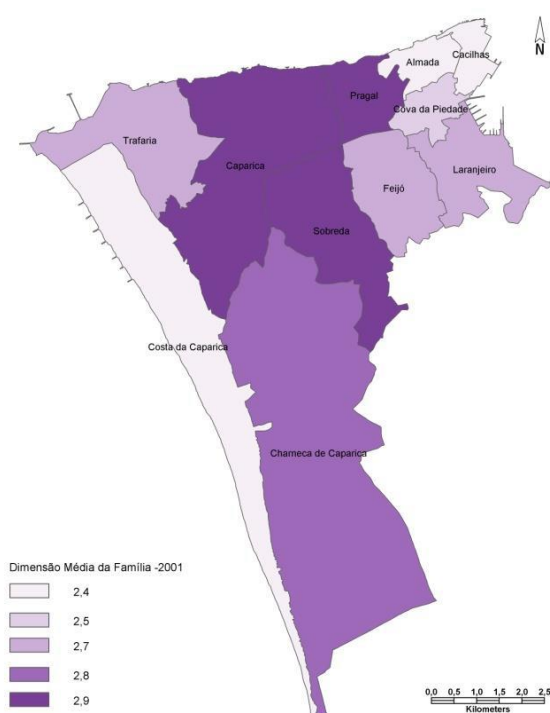 N
Cacilhas
Almada
Pragal
Cova da Piedade
Trafaria
Caparica
Laranjeiro
Feijó
Sobreda
Costa da Caparica
Charneca de Caparica
Dimensão Média da Família -2001
2,4
2,5
2,7
2,8
2,9
0,0 0,5 1,0 1,5 2,0 2,5
Kilometers